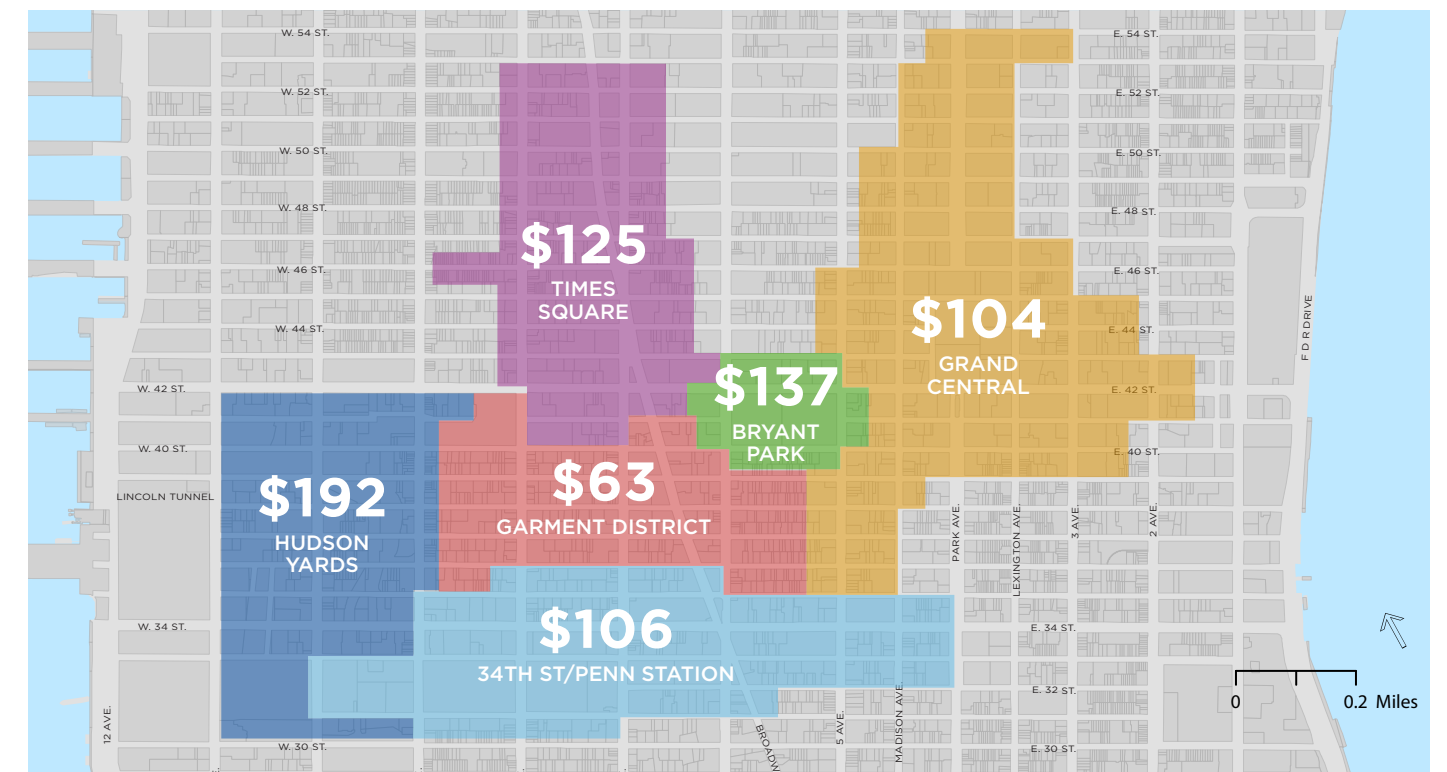 W. 54 ST.
E. 54 ST.
W. 52 ST.
E. 52 ST.
W. 50 ST.
E. 50 ST.
W. 48 ST.
E. 48 ST.
$125
TIMES
SQUARE
W. 46 ST.
E. 46 ST.
$104
GRAND
CENTRAL
W. 44 ST.
E. 44 ST.
F D R DRIVE
W. 42 ST.
E. 42 ST.
$137
BRYANT
PARK
W. 40 ST.
E. 40 ST.
$192
HUDSON
YARDS
$63
GARMENT DISTRICT
LINCOLN TUNNEL
PARK AVE.
LEXINGTON AVE.
3 AVE.
2 AVE.
$106
34TH ST/PENN STATION
W. 34 ST.
E. 34 ST.
E. 32 ST.
12 AVE.
5 AVE.
MADISON AVE.
BROADW
W. 30 ST.
E. 30 ST.
0
0.2 Miles